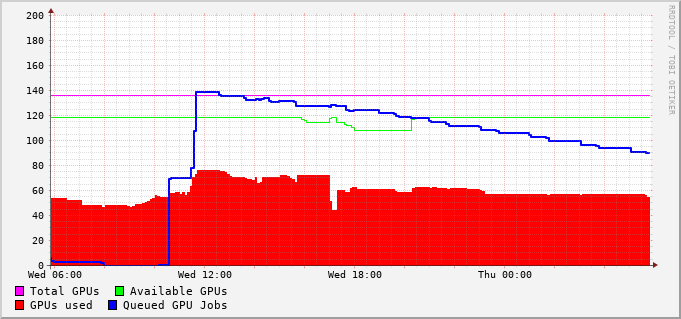 200
180
160
140
120
100
80
60
40
20
0
Wed 06:00 Wed 12:00 Wed 18:00 Thu 00:00
Total GPUs Available GPUs
GPUs used Queued GPU Jobs
RRDTOOL / TOBI OETIKER